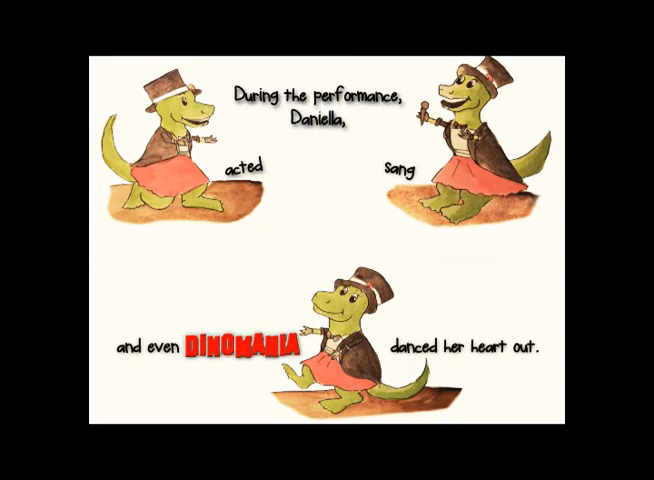 During the performance,
Daniella,
acted
sang
and even DINOMANIA danced her heart out.